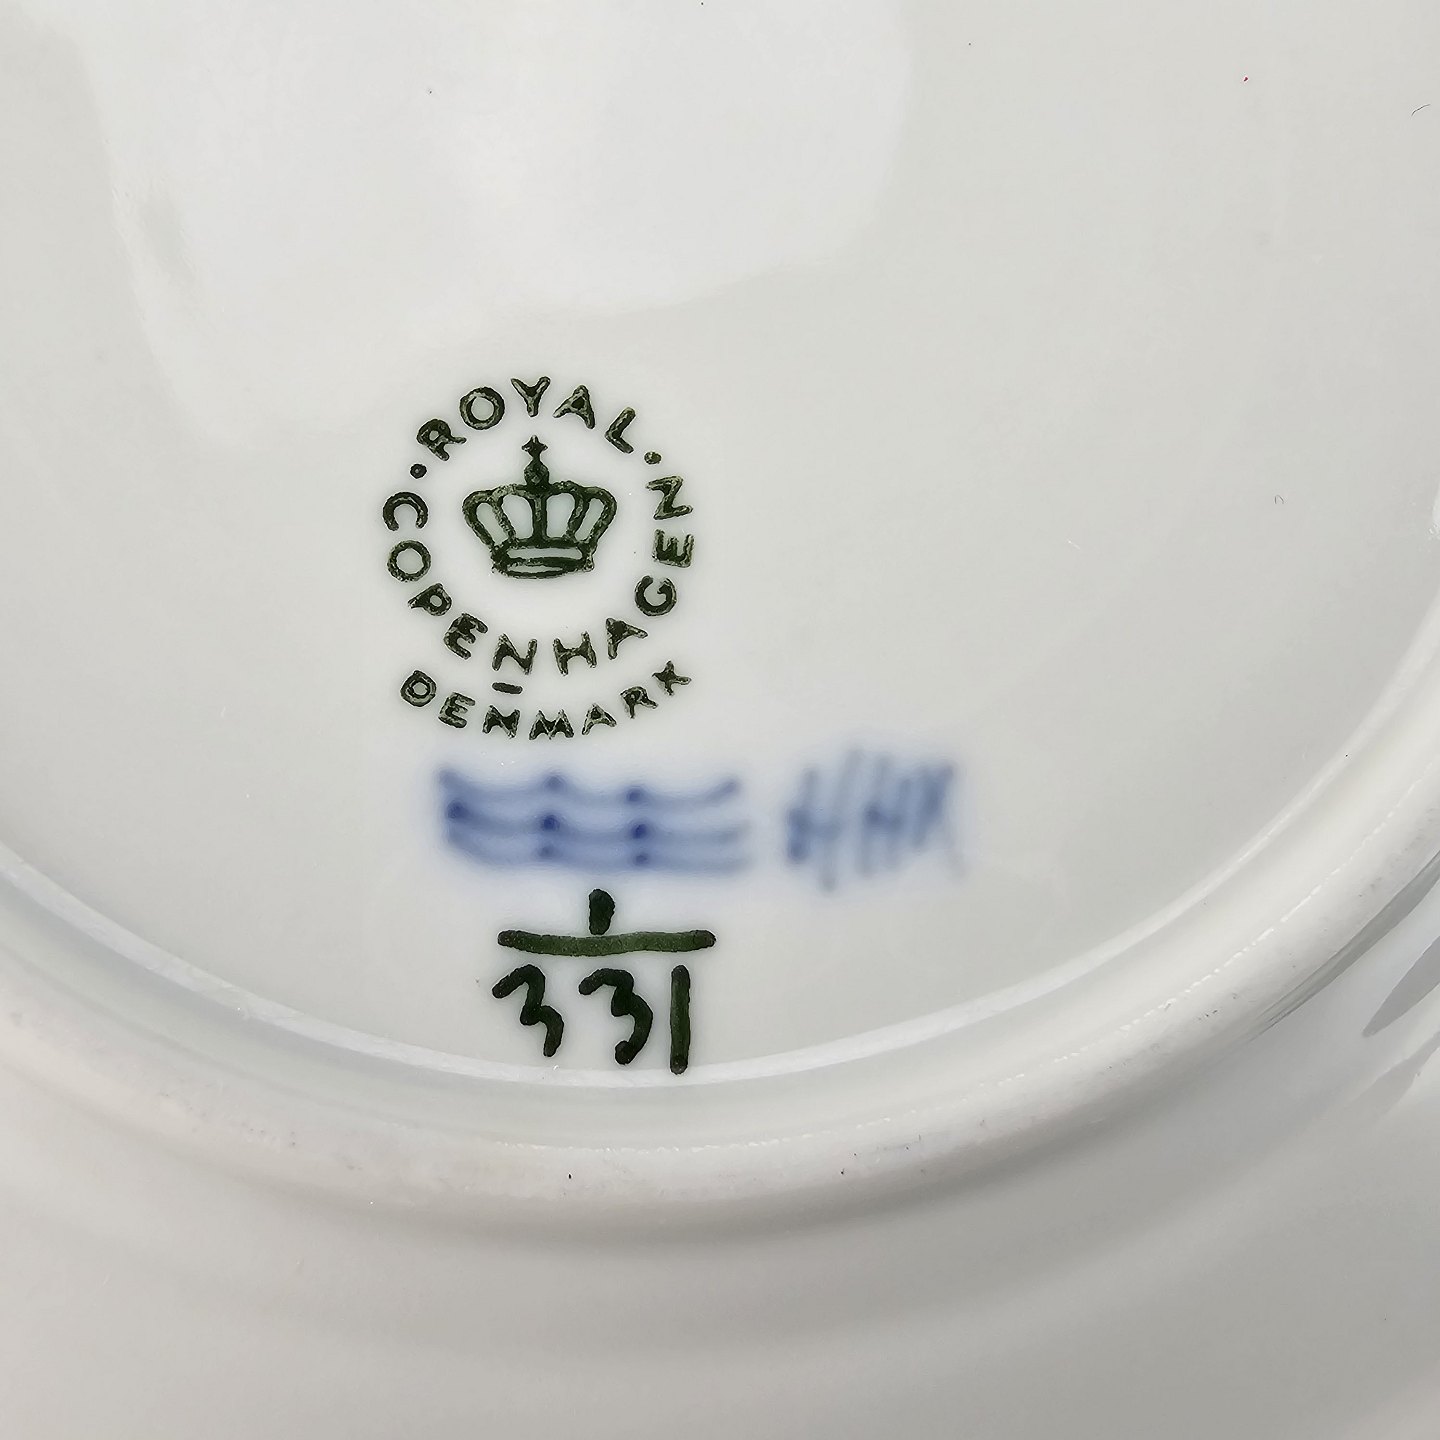 ROYAL
COPENHAGEN
DENMARK
1
331